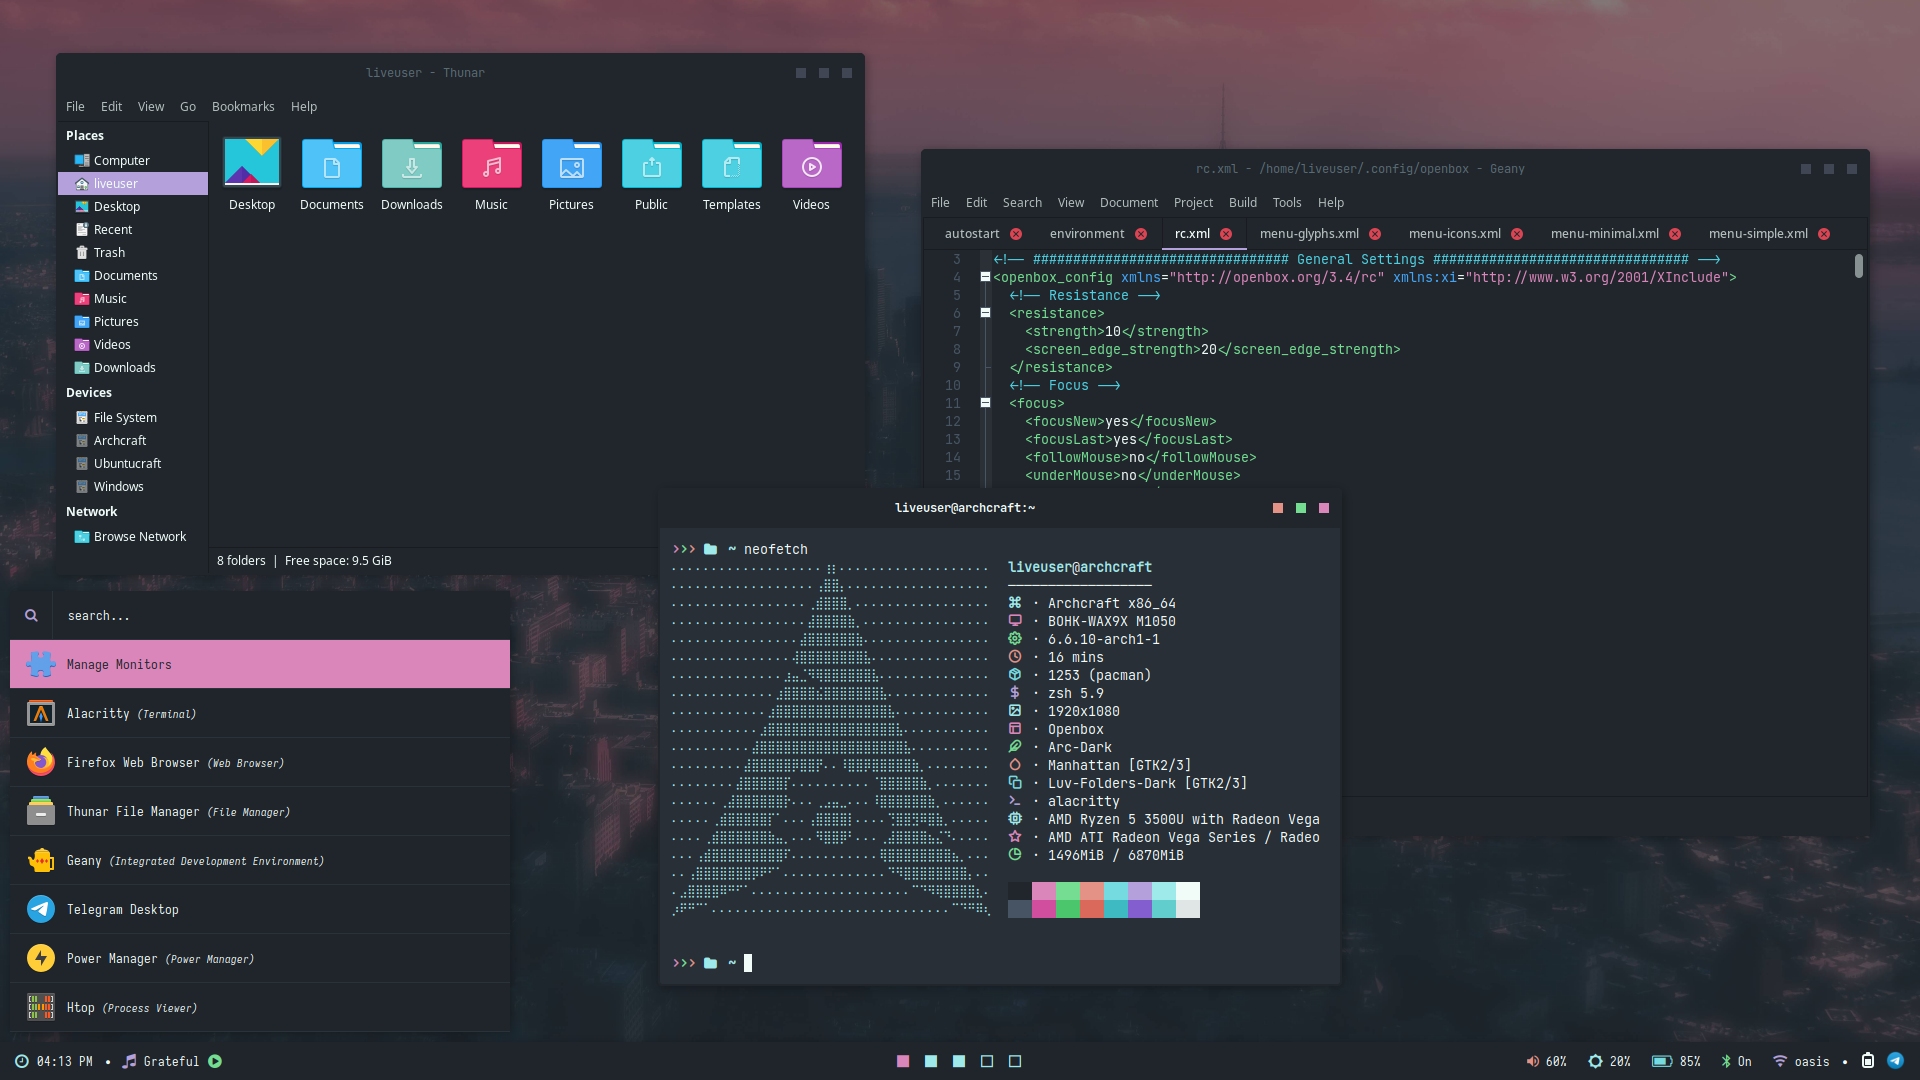 liveuser - Thunar
File Edit View Go Bookmarks Help
Places
Computer
liveuser
Desktop
Recent
Trash
Documents
Music
Pictures
Videos
Downloads
Devices
File System
Archcraft
Ubuntucraft
Windows
Network
Browse Network
Desktop Documents Downloads Music Pictures Public Templates Videos
8 folders | Free space: 9.5 GiB
rc.xml - /home/liveuser/.config/openbox - Geany
File Edit Search View Document Project Build Tools Help
autostart environment rc.xml menu-glyphs.xml menu-icons.xml menu-minimal.xml menu-simple.xml
3 <!-- ################################ General Settings ################################ -->
4 <openbox_config xmlns="http://openbox.org/3.4/rc" xmlns:xi="http://www.w3.org/2001/XInclude">
5 <!-- Resistance -->
6 <resistance>
7 <strength>10</strength>
8 <screen_edge_strength>20</screen_edge_strength>
9 </resistance>
10 <!-- Focus -->
11 <focus>
12 <focusNew>yes</focusNew>
13 <focusLast>yes</focusLast>
14 <followMouse>no</followMouse>
15 <underMouse>no</underMouse>
liveuser@archcraft:~
~ neofetch
liveuser@archcraft
· Archcraft x86_64
· BOHK-WAX9X M1050
· 6.6.10-arch1-1
· 16 mins
· 1253 (pacman)
· zsh 5.9
· 1920x1080
· Openbox
· Arc-Dark
· Manhattan [GTK2/3]
· Luv-Folders-Dark [GTK2/3]
· alacritty
· AMD Ryzen 5 3500U with Radeon Vega
· AMD ATI Radeon Vega Series / Radeo
· 1496MiB / 6870MiB
~
search...
Manage Monitors
Alacritty (Terminal)
Firefox Web Browser (Web Browser)
Thunar File Manager (File Manager)
Geany (Integrated Development Environment)
Telegram Desktop
Power Manager (Power Manager)
Htop (Process Viewer)
04:13 PM • Grateful
60% 20% 85% On oasis •